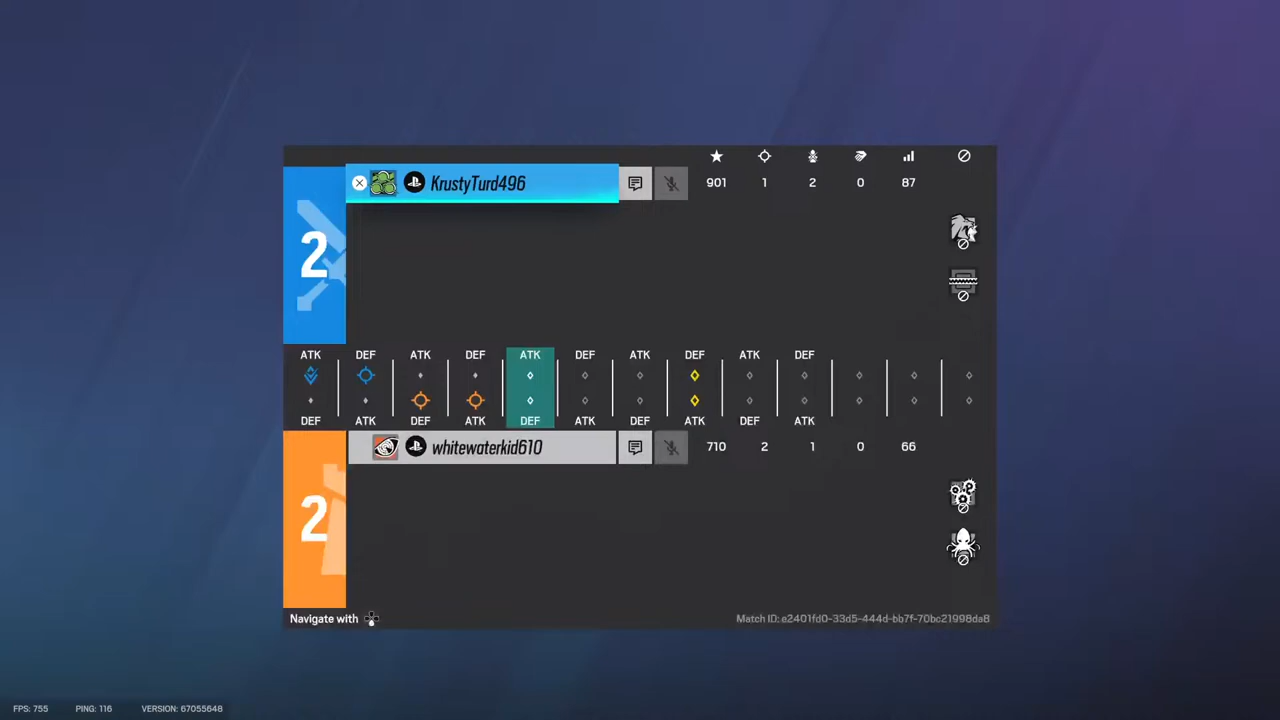 KrustyTurd496 901 1 2 0 87
2
ATK DEF ATK DEF ATK DEF ATK DEF ATK DEF
DEF ATK DEF ATK DEF ATK DEF ATK DEF ATK
whitewaterkid610 710 2 1 0 66
2
Navigate with
Match ID: e2401fd0-33d5-444d-bb7f-70bc21998da8
FPS: 755 PING: 116 VERSION: 67055648